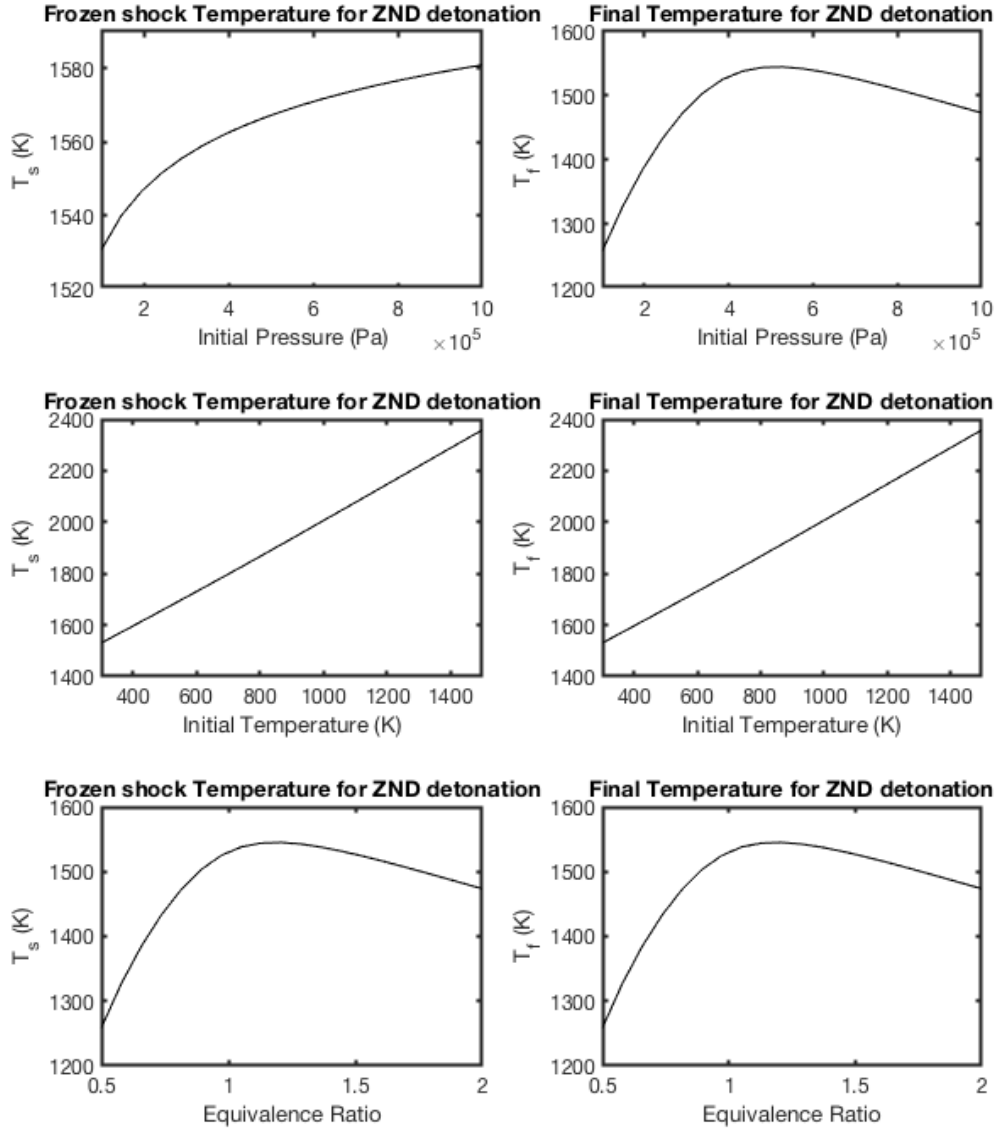 Frozen shock Temperature for ZND detonation
1580
1560
1540
1520
T_s (K)
2 4 6 8 10
Initial Pressure (Pa) ×10^5
Final Temperature for ZND detonation
1600
1500
1400
1300
1200
T_f (K)
2 4 6 8 10
Initial Pressure (Pa) ×10^5
Frozen shock Temperature for ZND detonation
2400
2200
2000
1800
1600
1400
T_s (K)
400 600 800 1000 1200 1400
Initial Temperature (K)
Final Temperature for ZND detonation
2400
2200
2000
1800
1600
1400
T_f (K)
400 600 800 1000 1200 1400
Initial Temperature (K)
Frozen shock Temperature for ZND detonation
1600
1500
1400
1300
1200
T_s (K)
0.5 1 1.5 2
Equivalence Ratio
Final Temperature for ZND detonation
1600
1500
1400
1300
1200
T_f (K)
0.5 1 1.5 2
Equivalence Ratio